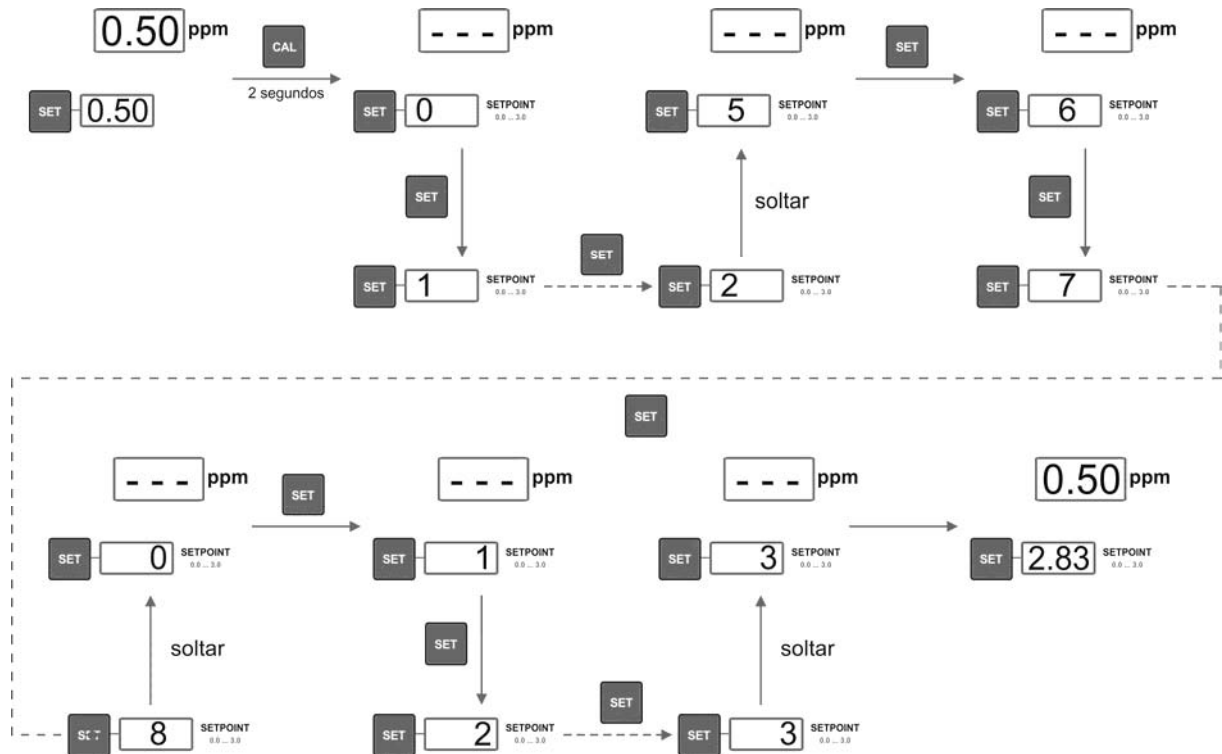 0.50 ppm
CAL
2 segundos
SET 0.50
--- ppm
SET 0 SETPOINT
0.0 ... 3.0
SET
SET 1 SETPOINT
0.0 ... 3.0
SET
SET 2 SETPOINT
0.0 ... 3.0
soltar
--- ppm
SET 5 SETPOINT
0.0 ... 3.0
SET
--- ppm
SET 6 SETPOINT
0.0 ... 3.0
SET
SET 7 SETPOINT
0.0 ... 3.0
SET
SET 8 SETPOINT
0.0 ... 3.0
soltar
--- ppm
SET 0 SETPOINT
0.0 ... 3.0
SET
--- ppm
SET 1 SETPOINT
0.0 ... 3.0
SET
SET 2 SETPOINT
0.0 ... 3.0
SET
SET 3 SETPOINT
0.0 ... 3.0
soltar
--- ppm
SET 3 SETPOINT
0.0 ... 3.0
0.50 ppm
SET 2.83 SETPOINT
0.0 ... 3.0